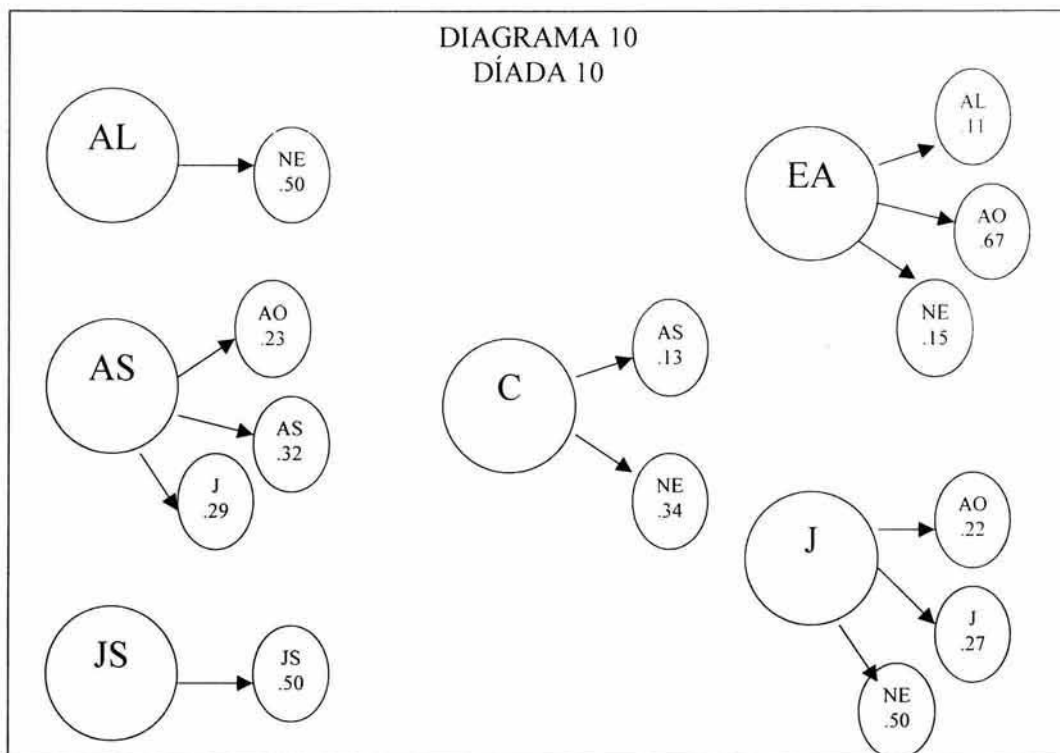 DIAGRAMA 10
DÍADA 10
AL
NE
.50
EA
AL
.11
AO
.67
NE
.15
AS
AO
.23
AS
.32
J
.29
C
AS
.13
NE
.34
J
AO
.22
J
.27
NE
.50
JS
JS
.50